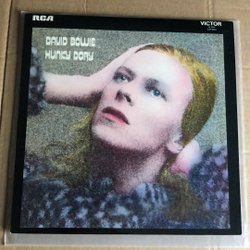 RCA
VICTOR
DAVID BOWIE
HUNKY DORY